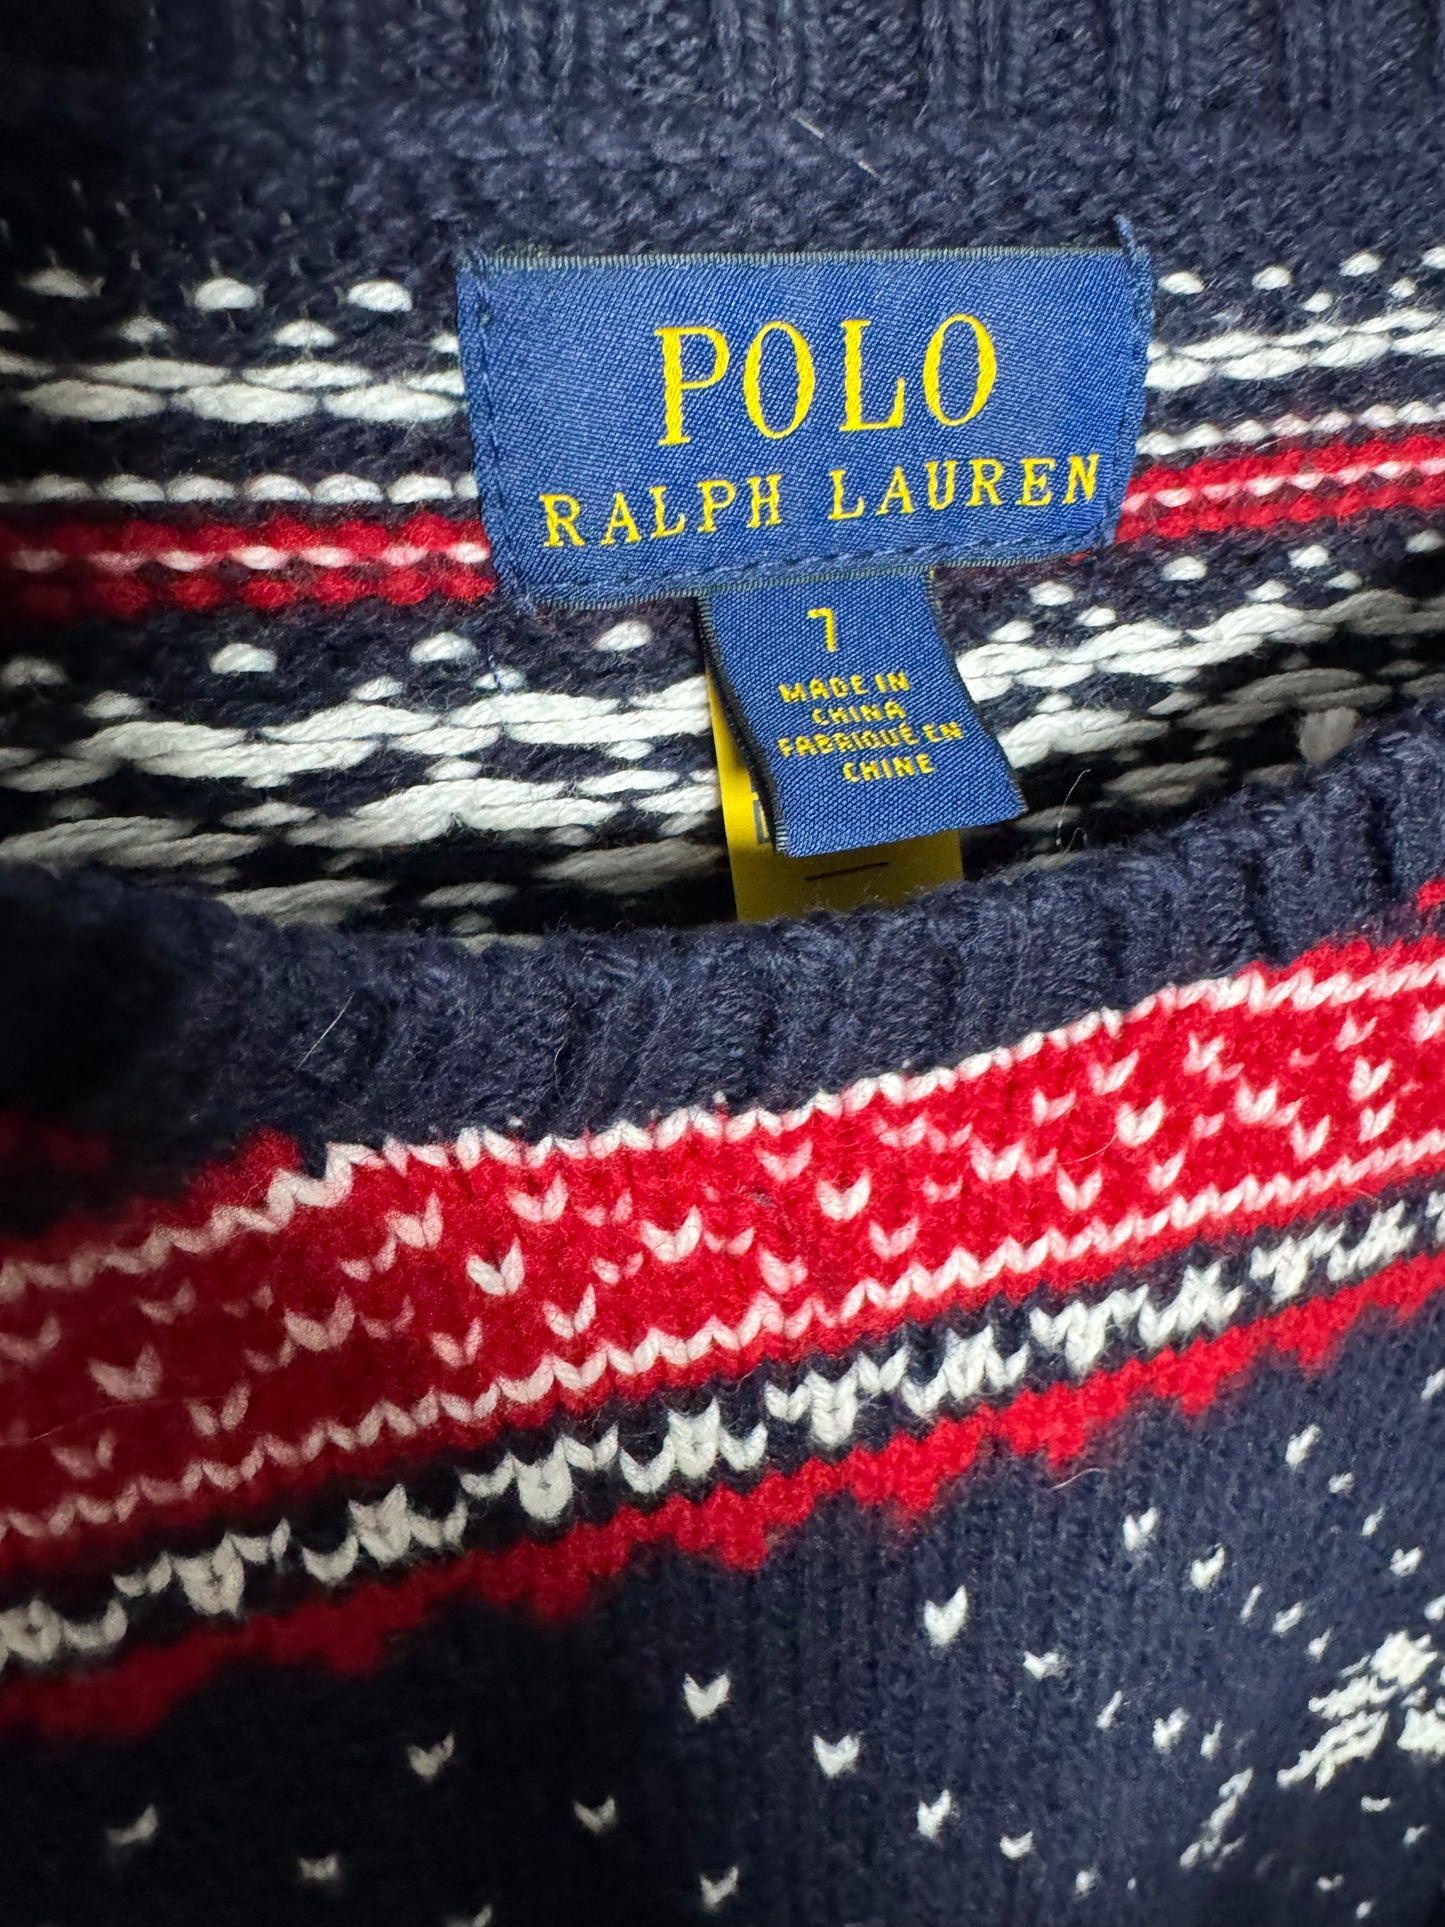 POLO
RALPH LAUREN
7
MADE IN
CHINA
FABRIQUÉ EN
CHINE